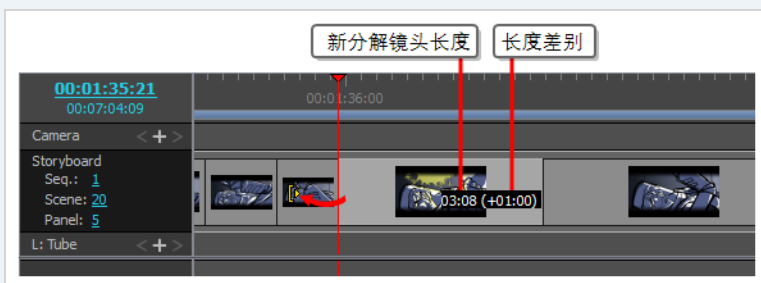 新分解镜头长度
长度差别
00:01:35:21
00:07:04:09
00:01:36:00
Camera
Storyboard
Seq.: 1
Scene: 20
Panel: 5
03:08 (+01:00)
L: Tube